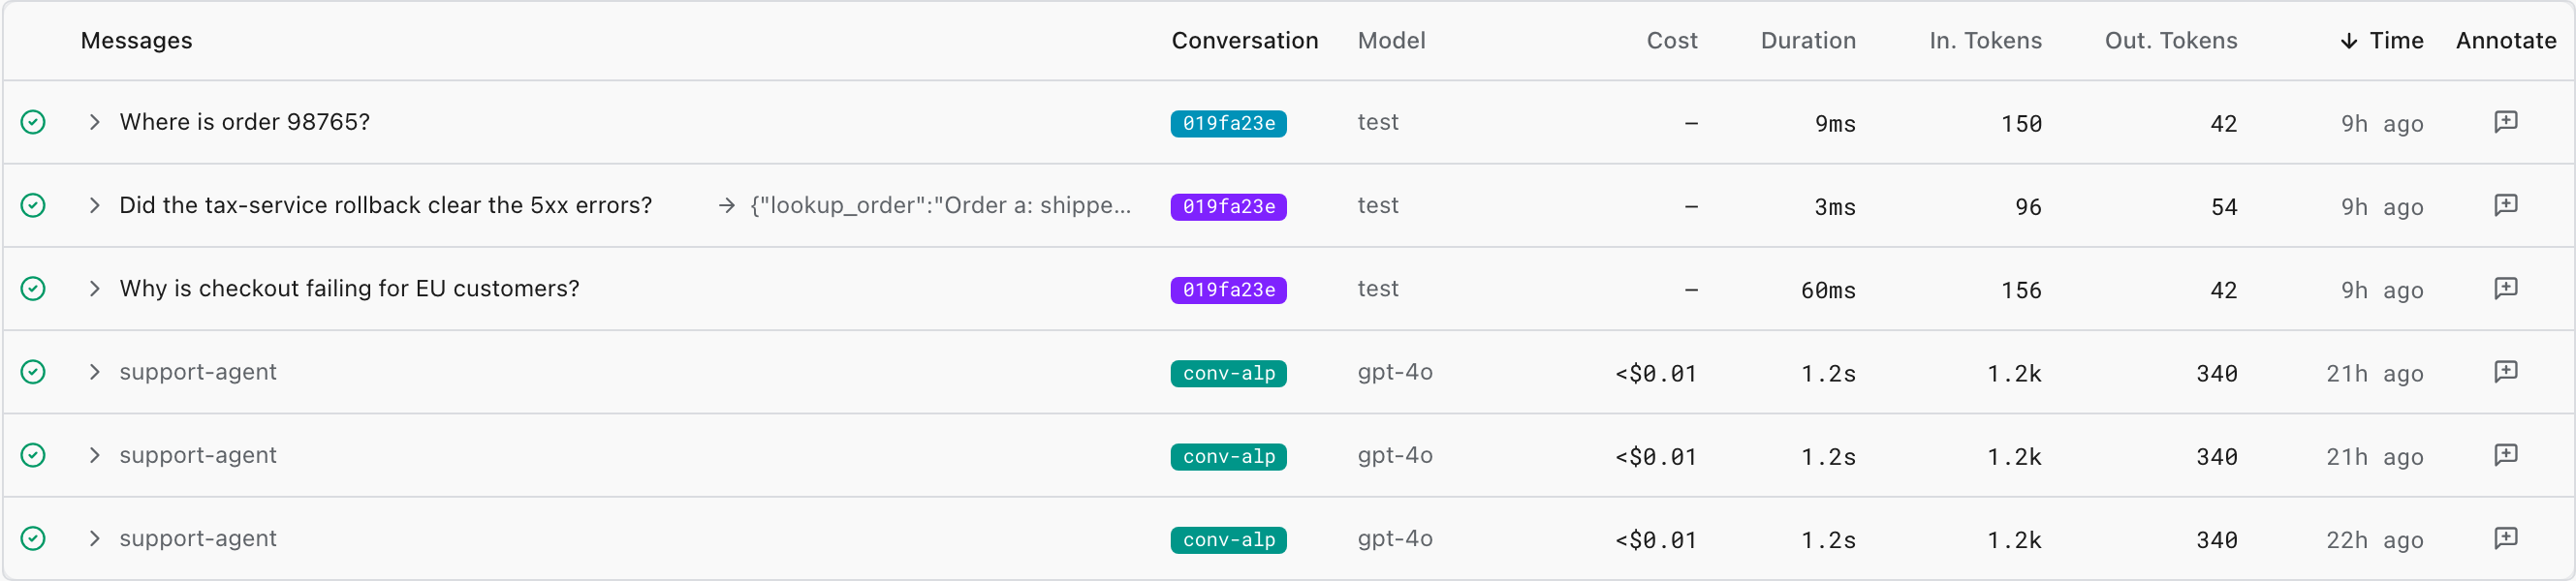 Messages Conversation Model Cost Duration In. Tokens Out. Tokens ↓ Time Annotate
Where is order 98765? 019fa23e test – 9ms 150 42 9h ago
Did the tax-service rollback clear the 5xx errors? → {"lookup_order":"Order a: shippe... 019fa23e test – 3ms 96 54 9h ago
Why is checkout failing for EU customers? 019fa23e test – 60ms 156 42 9h ago
support-agent conv-alp gpt-4o <$0.01 1.2s 1.2k 340 21h ago
support-agent conv-alp gpt-4o <$0.01 1.2s 1.2k 340 21h ago
support-agent conv-alp gpt-4o <$0.01 1.2s 1.2k 340 22h ago